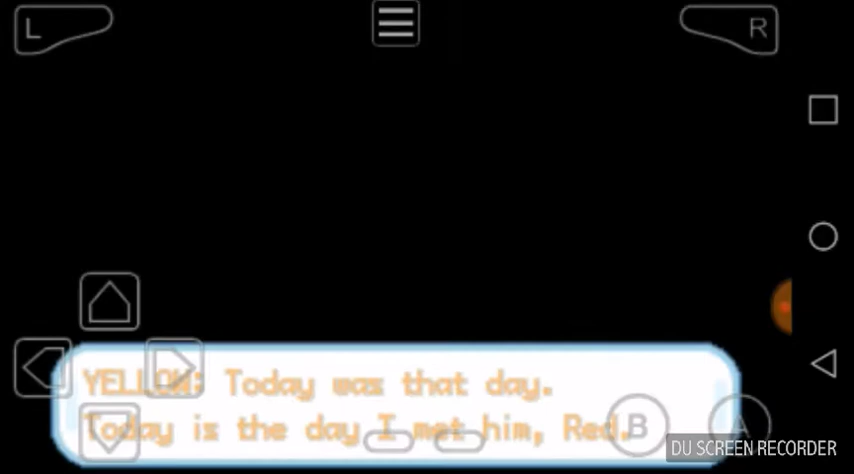 L
R
YELLOW: Today was that day.
Today is the day I met him, Red.
B
A
DU SCREEN RECORDER